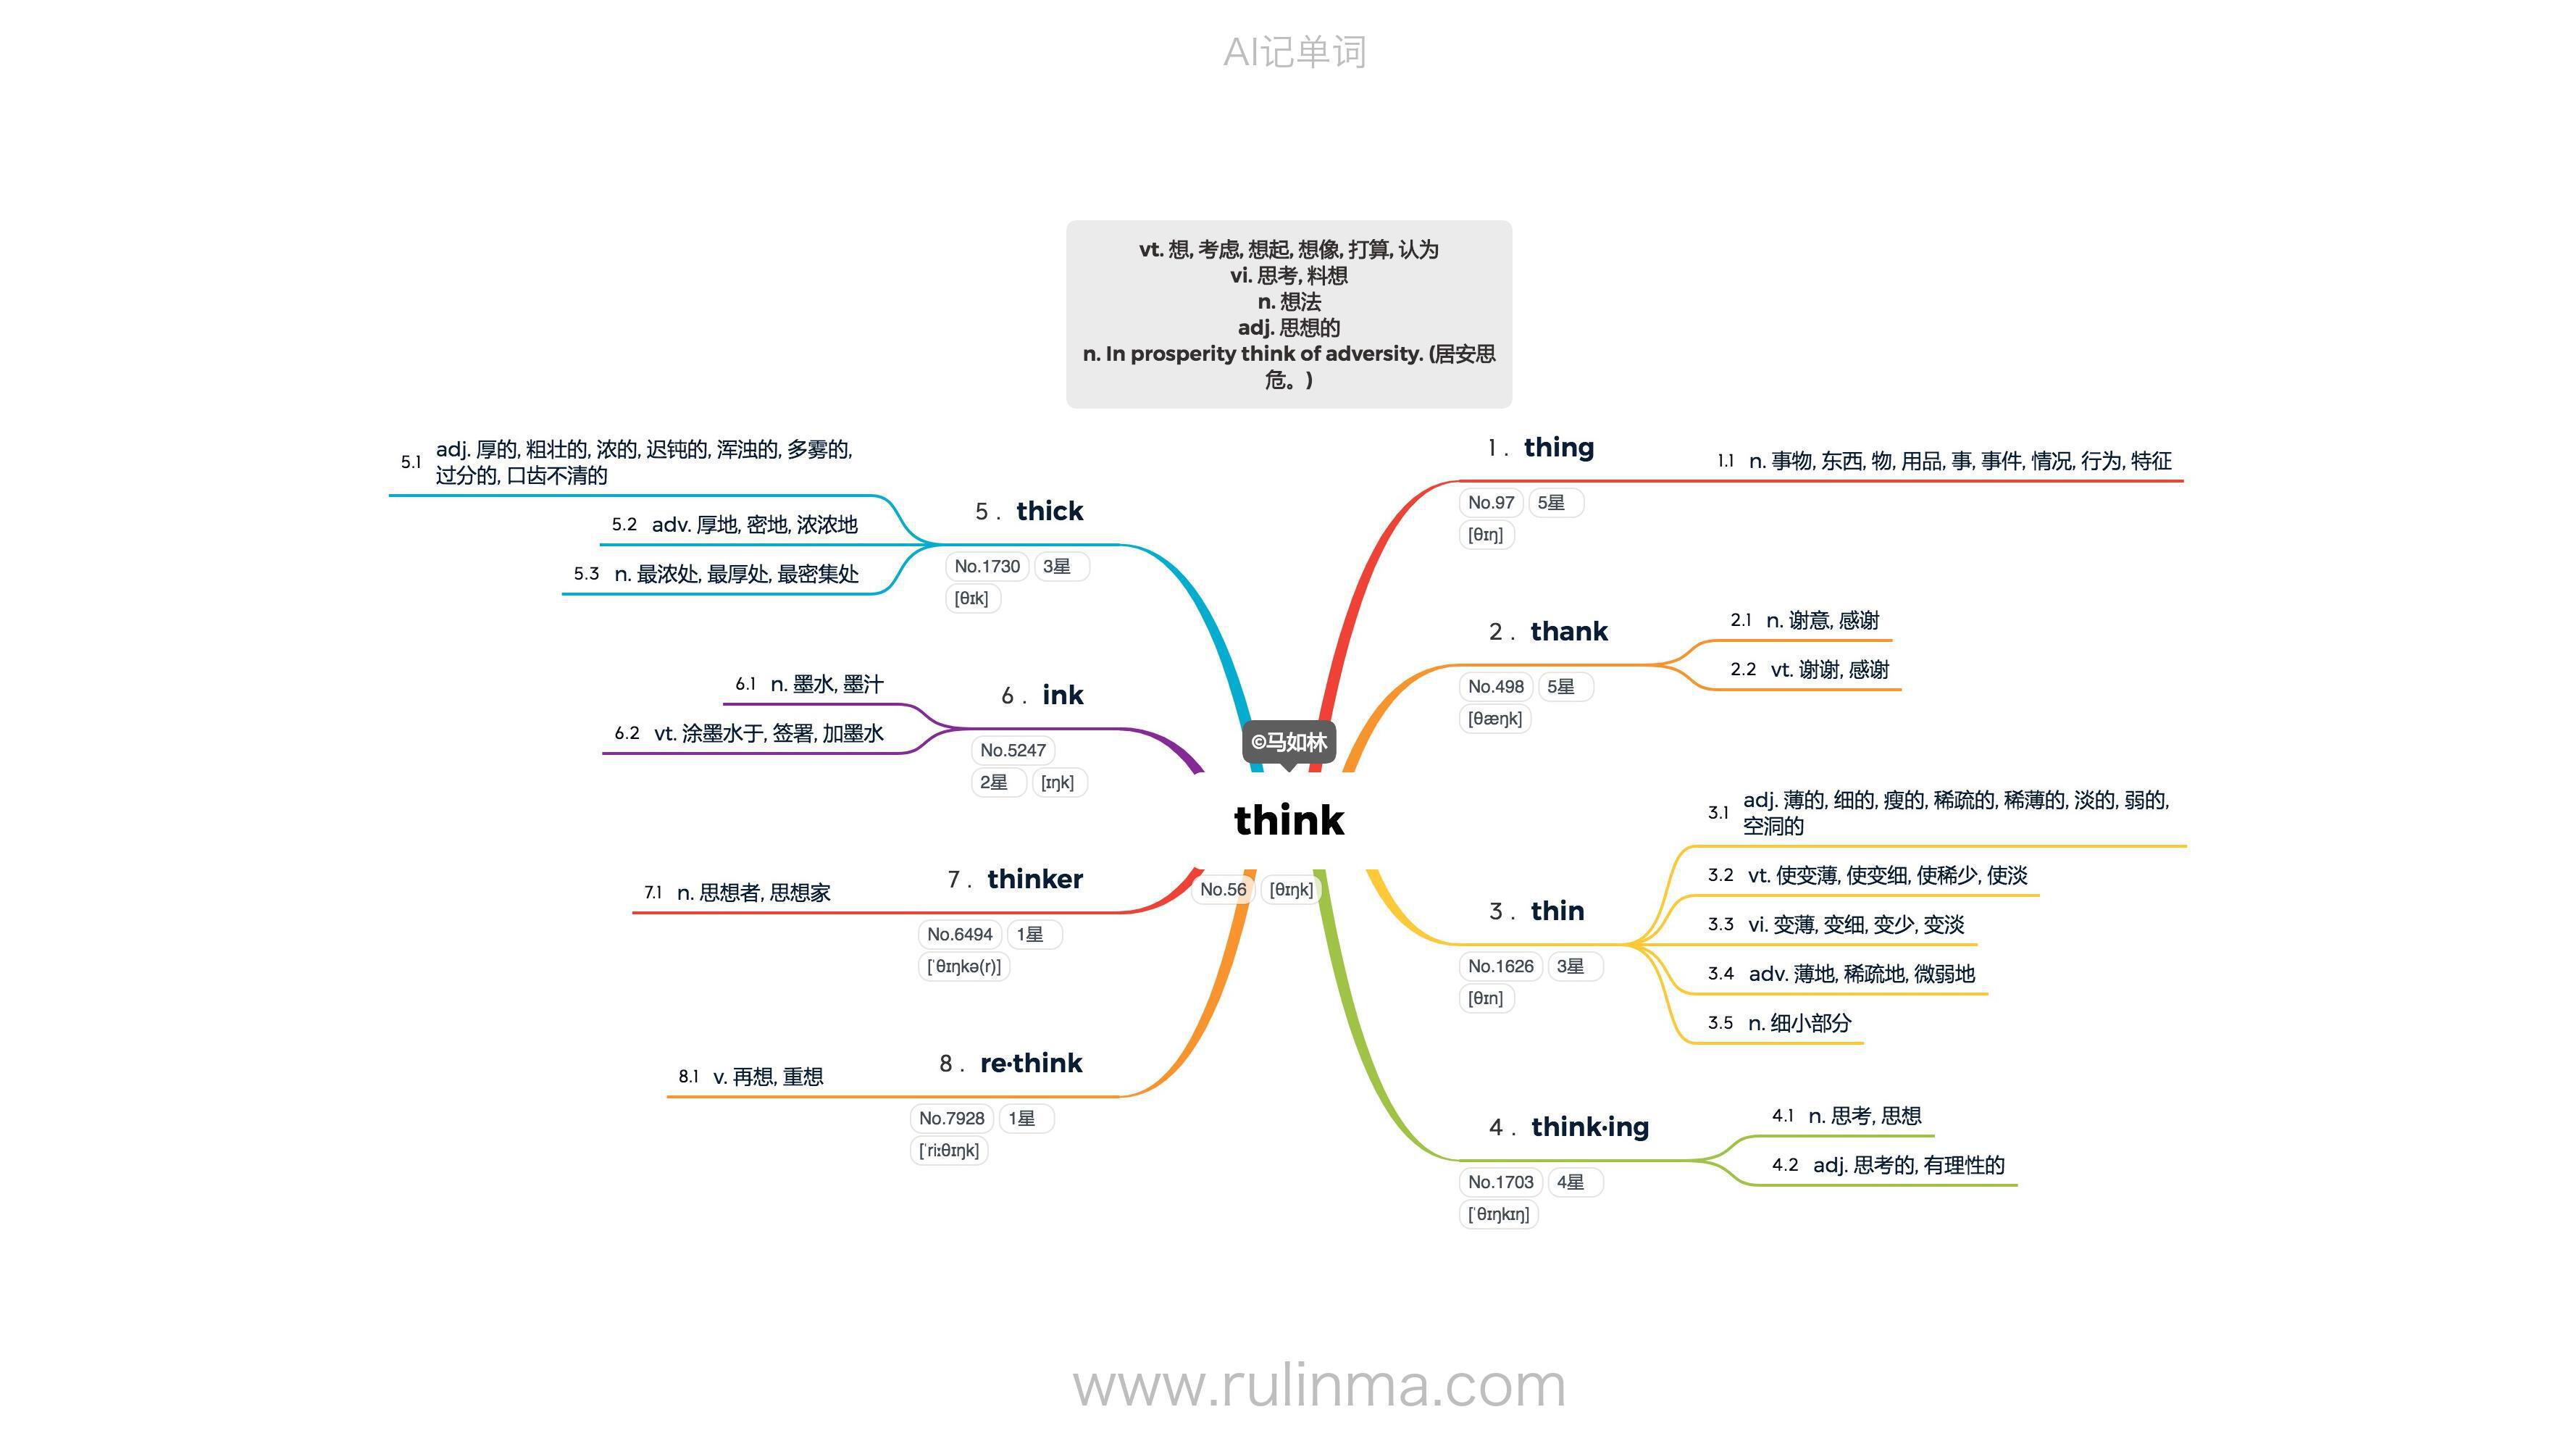 AI记单词
vt. 想, 考虑, 想起, 想像, 打算, 认为
vi. 思考, 料想
n. 想法
adj. 思想的
n. In prosperity think of adversity. (居安思
危。)
©马如林
think
No.56 [θɪŋk]
1. thing
No.97 5星
[θɪŋ]
1.1 n. 事物, 东西, 物, 用品, 事, 事件, 情况, 行为, 特征
2. thank
No.498 5星
[θæŋk]
2.1 n. 谢意, 感谢
2.2 vt. 谢谢, 感谢
3. thin
No.1626 3星
[θɪn]
3.1 adj. 薄的, 细的, 瘦的, 稀疏的, 稀薄的, 淡的, 弱的,
空洞的
3.2 vt. 使变薄, 使变细, 使稀少, 使淡
3.3 vi. 变薄, 变细, 变少, 变淡
3.4 adv. 薄地, 稀疏地, 微弱地
3.5 n. 细小部分
4. think·ing
No.1703 4星
[ˈθɪŋkɪŋ]
4.1 n. 思考, 思想
4.2 adj. 思考的, 有理性的
5. thick
No.1730 3星
[θɪk]
5.1 adj. 厚的, 粗壮的, 浓的, 迟钝的, 浑浊的, 多雾的,
过分的, 口齿不清的
5.2 adv. 厚地, 密地, 浓浓地
5.3 n. 最浓处, 最厚处, 最密集处
6. ink
No.5247
2星 [ɪŋk]
6.1 n. 墨水, 墨汁
6.2 vt. 涂墨水于, 签署, 加墨水
7. thinker
No.6494 1星
[ˈθɪŋkə(r)]
7.1 n. 思想者, 思想家
8. re·think
No.7928 1星
[ˈriːθɪŋk]
8.1 v. 再想, 重想
www.rulinma.com